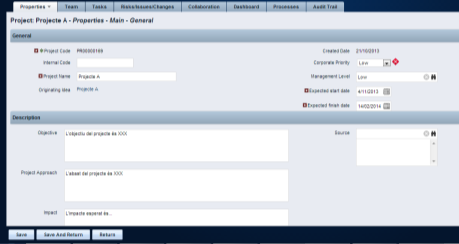 Properties Team Tasks Risks/Issues/Changes Collaboration Dashboard Processes Audit Trail
Project: Projecte A - Properties - Main - General
General
Project Code PR00000109 Created Date 21/10/2013
Internal Code Corporate Priority Low
Project Name Projecte A Management Level Low
Originating Idea Projecte A Expected start date 4/11/2013
Expected finish date 14/02/2014
Description
Objective L'objectiu del projecte és XXX Source
Project Approach L'abast del projecte és XXX
Impact L'impacte esperat és...
Save Save And Return Return